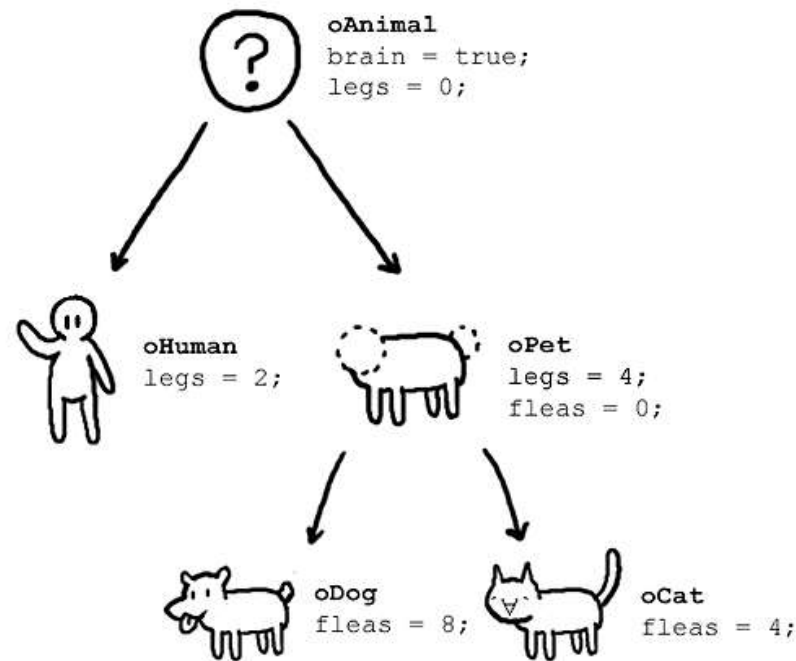 oAnimal
brain = true;
legs = 0;
?
oHuman
legs = 2;
oPet
legs = 4;
fleas = 0;
oDog
fleas = 8;
oCat
fleas = 4;